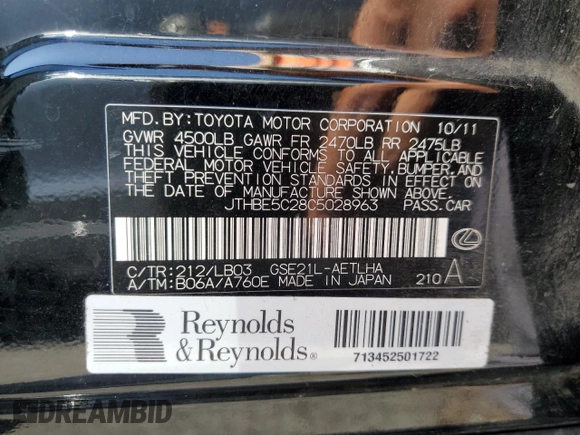 MFD. BY: TOYOTA MOTOR CORPORATION 10/11
GVWR 4500LB GAWR FR 2470LB RR 2475LB
THIS VEHICLE CONFORMS TO ALL APPLICABLE
FEDERAL MOTOR VEHICLE SAFETY, BUMPER, AND
THEFT PREVENTION STANDARDS IN EFFECT ON
THE DATE OF MANUFACTURE SHOWN ABOVE.
JTHBE5C28C5028963 PASS.CAR
C/TR:212/LB03 GSE21L-AETLHA
A/TM:B06A/A760E MADE IN JAPAN 210 A
Reynolds
& Reynolds®
713452501722
DREAMBID